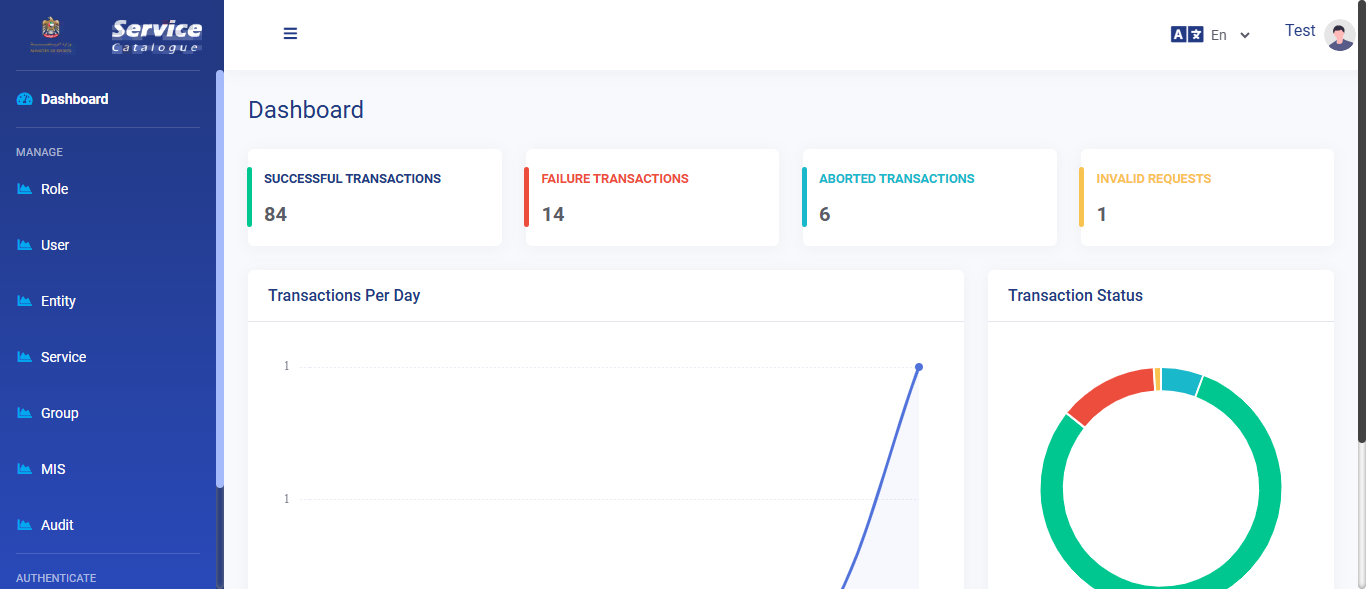 Service
Catalogue
En
Test
Dashboard
MANAGE
Role
User
Entity
Service
Group
MIS
Audit
AUTHENTICATE
Dashboard
SUCCESSFUL TRANSACTIONS
84
FAILURE TRANSACTIONS
14
ABORTED TRANSACTIONS
6
INVALID REQUESTS
1
Transactions Per Day
1
1
Transaction Status